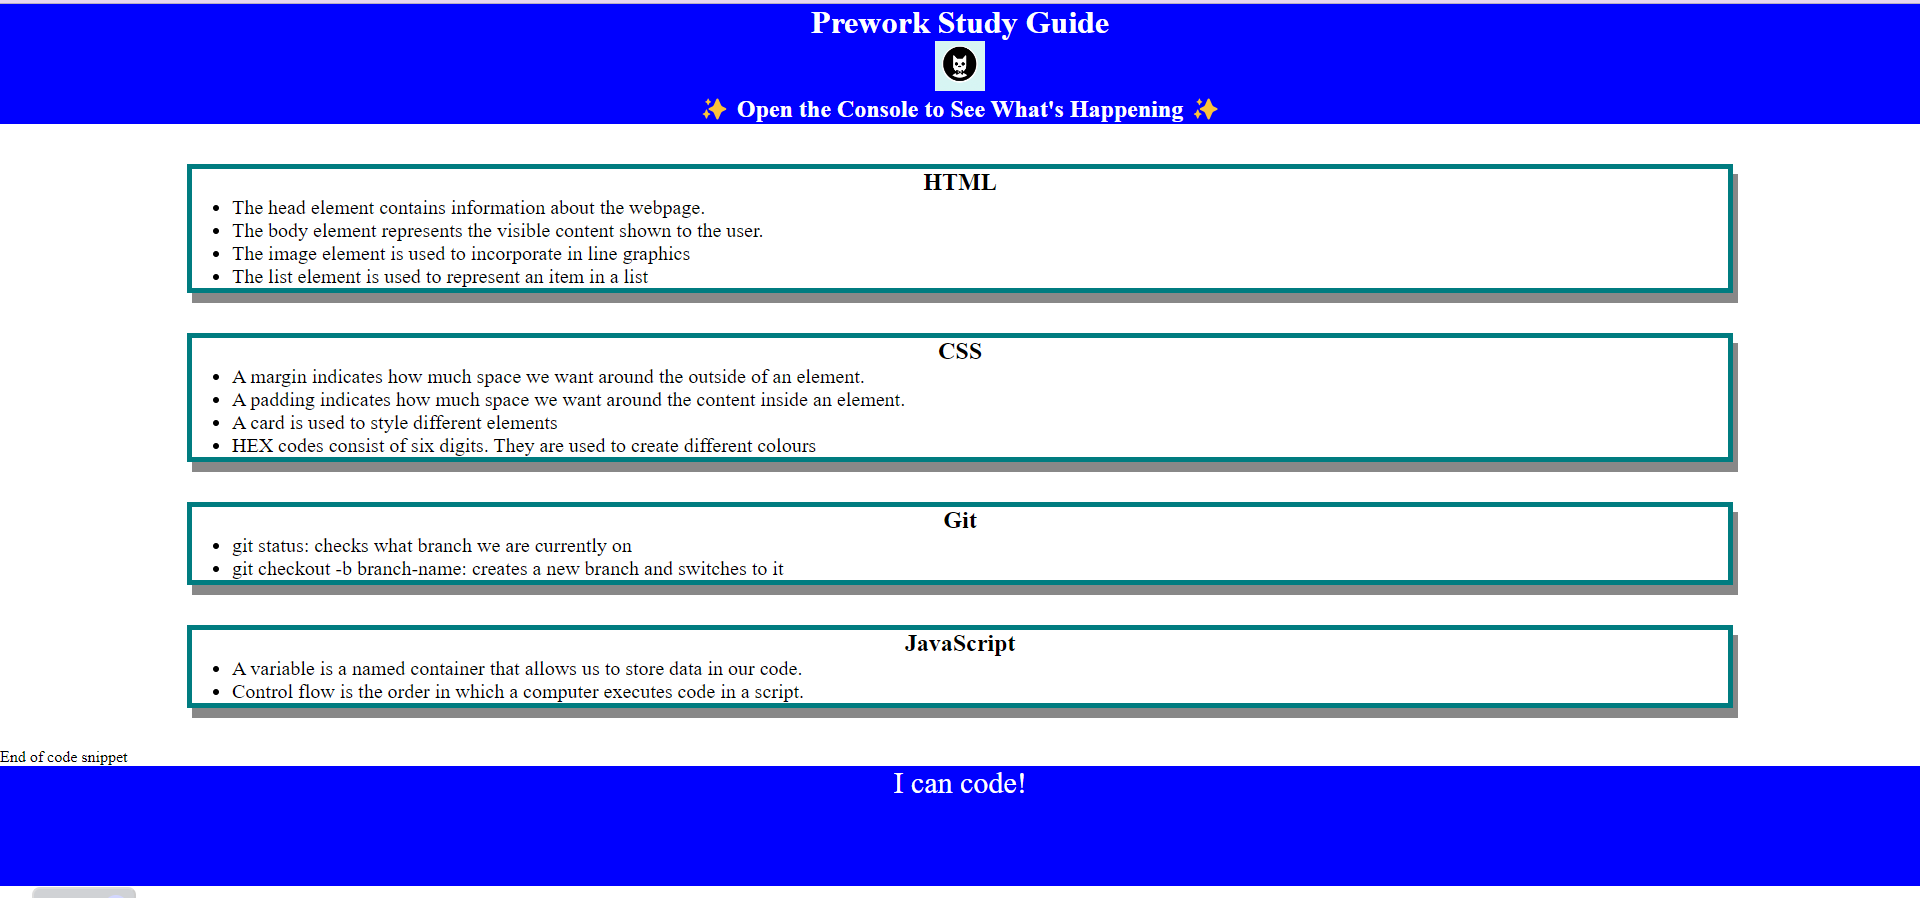 Prework Study Guide
✨ Open the Console to See What's Happening ✨
HTML
• The head element contains information about the webpage.
• The body element represents the visible content shown to the user.
• The image element is used to incorporate in line graphics
• The list element is used to represent an item in a list
CSS
• A margin indicates how much space we want around the outside of an element.
• A padding indicates how much space we want around the content inside an element.
• A card is used to style different elements
• HEX codes consist of six digits. They are used to create different colours
Git
• git status: checks what branch we are currently on
• git checkout -b branch-name: creates a new branch and switches to it
JavaScript
• A variable is a named container that allows us to store data in our code.
• Control flow is the order in which a computer executes code in a script.
End of code snippet
I can code!